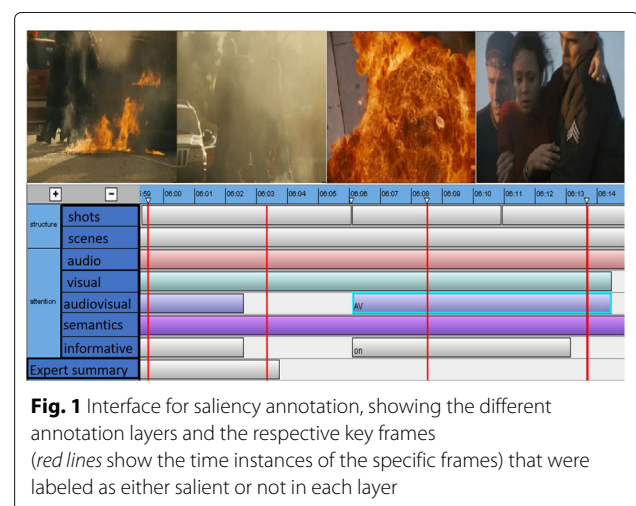 + - 5:59 06:00 06:01 06:02 06:03 06:04 06:05 06:06 06:07 06:08 06:09 06:10 06:11 06:12 06:13 06:14
structure
shots
scenes
attention
audio
visual
audiovisual AV
semantics
informative on
Expert summary
Fig. 1 Interface for saliency annotation, showing the different
annotation layers and the respective key frames
(red lines show the time instances of the specific frames) that were
labeled as either salient or not in each layer